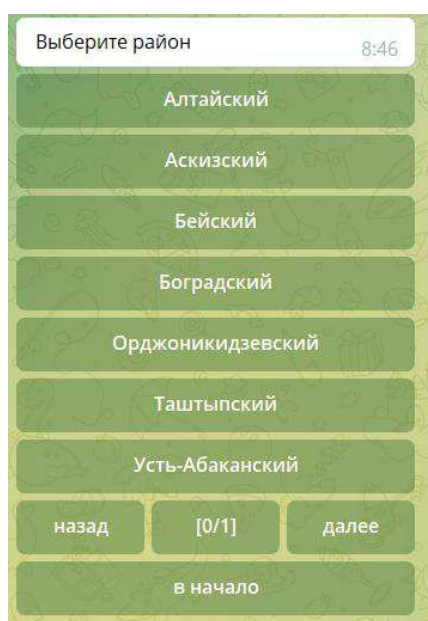 Выберите район
8:46
Алтайский
Аскизский
Бейский
Боградский
Орджоникидзевский
Таштыпский
Усть-Абаканский
назад [0/1] далее
в начало